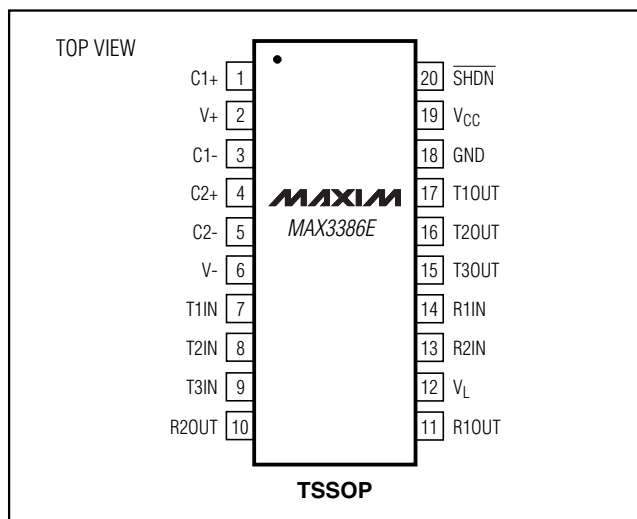 TOP VIEW
C1+ 1
V+ 2
C1- 3
C2+ 4
C2- 5
V- 6
T1IN 7
T2IN 8
T3IN 9
R2OUT 10
MAXIM
MAX3386E
20 SHDN
19 VCC
18 GND
17 T1OUT
16 T2OUT
15 T3OUT
14 R1IN
13 R2IN
12 VL
11 R1OUT
TSSOP